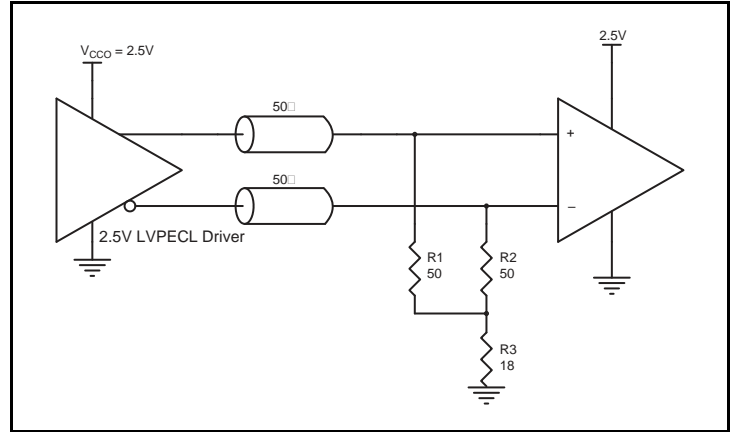 V_CCO = 2.5V
2.5V
50□
+
50□
−
2.5V LVPECL Driver
R1
50
R2
50
R3
18